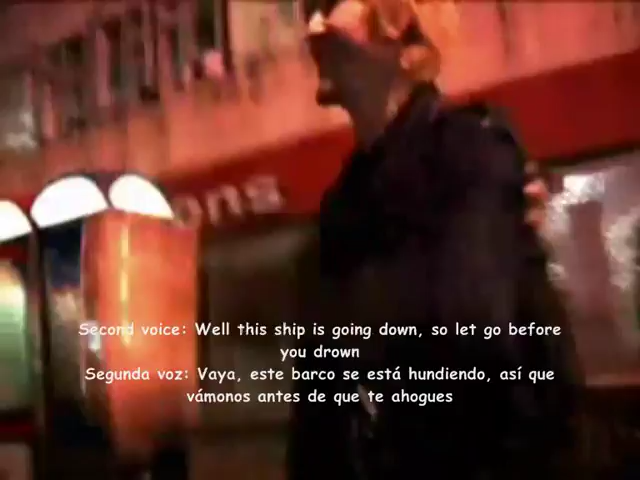 ons
Second voice: Well this ship is going down, so let go before
you drown
Segunda voz: Vaya, este barco se está hundiendo, así que
vámonos antes de que te ahogues